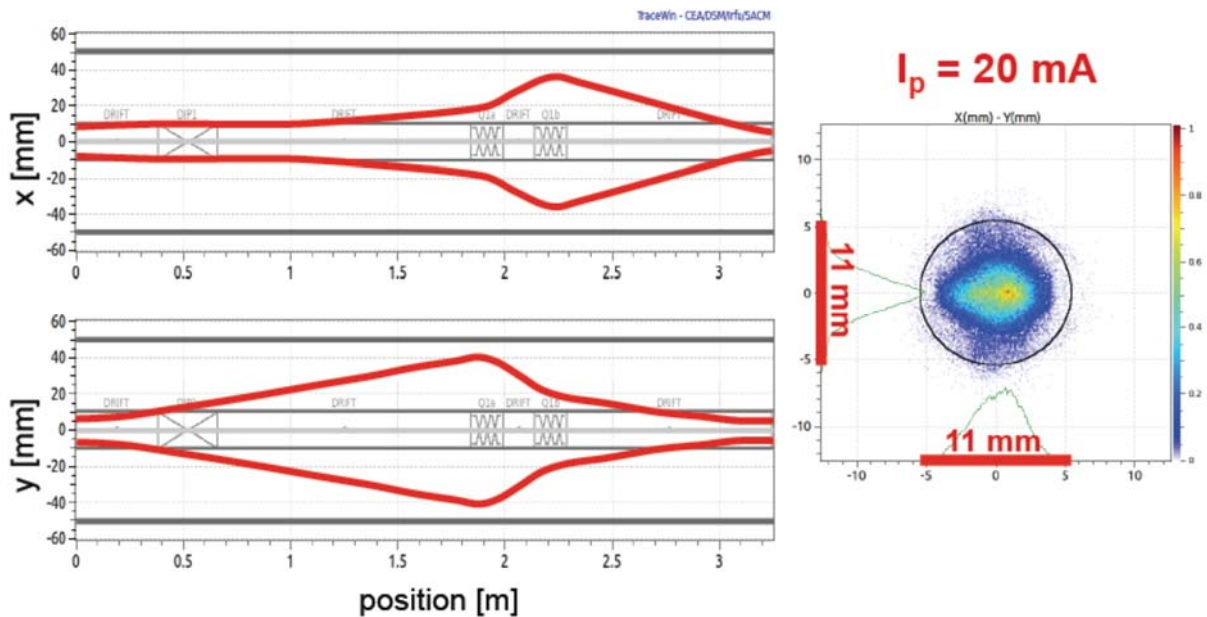 TraceWin - CEA/DSM/Irfu/SACM
60
40
20
0
-20
-40
-60
x [mm]
DRIFT
DIP1
DRIFT
Q1a
DRIFT
Q1b
DRIFT
0
0.5
1
1.5
2
2.5
3
60
40
20
0
-20
-40
-60
y [mm]
DRIFT
DRIFT
Q1a
DRIFT
Q1b
DRIFT
0
0.5
1
1.5
2
2.5
3
position [m]
Ip = 20 mA
X(mm) - Y(mm)
10
5
0
-5
-10
11 mm
11 mm
-10
-5
0
5
10
1
0.8
0.6
0.4
0.2
0